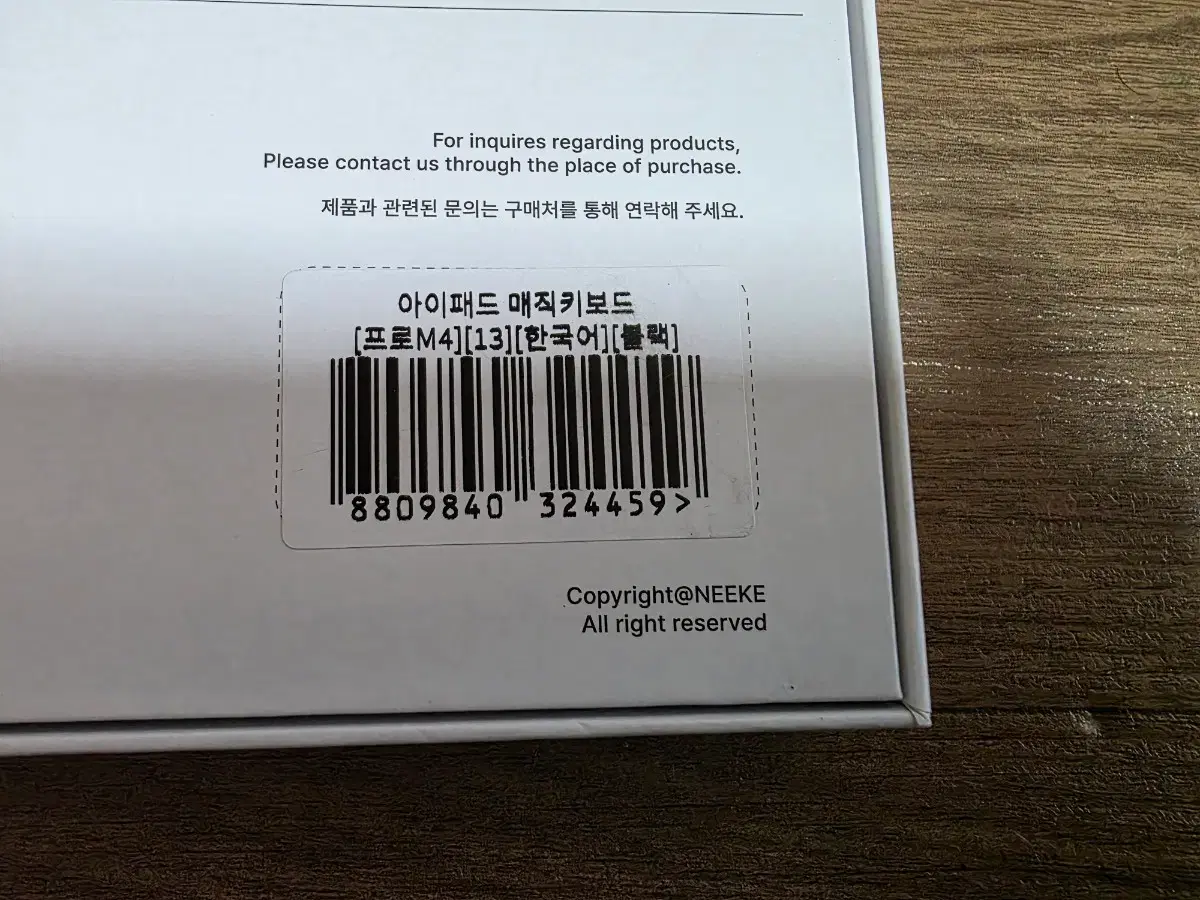 For inquires regarding products,
Please contact us through the place of purchase.
제품과 관련된 문의는 구매처를 통해 연락해 주세요.
아이패드 매직키보드
[프로M4][13][한국어][블랙]
8809840 324459>
Copyright@NEEKE
All right reserved